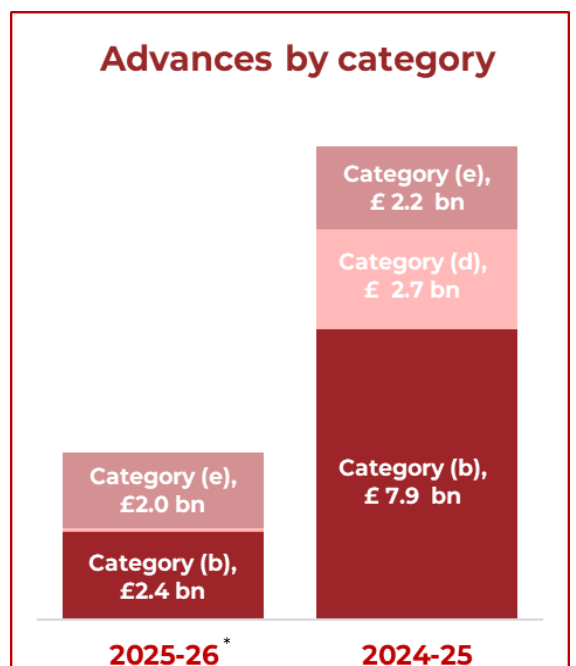 Advances by category
Category (e),
£ 2.2 bn
Category (d),
£ 2.7 bn
Category (b),
£ 7.9 bn
Category (e),
£2.0 bn
Category (b),
£2.4 bn
2025-26 *
2024-25